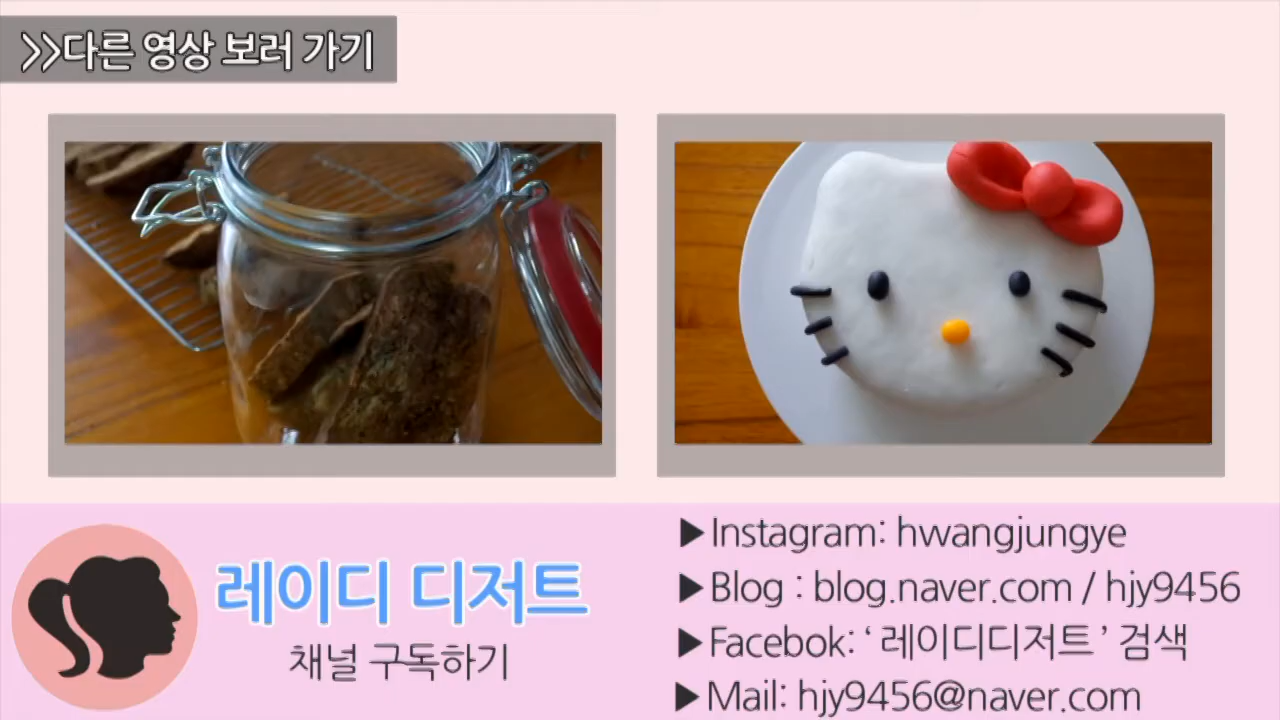 >>다른 영상 보러 가기
레이디 디저트
채널 구독하기
▶Instagram: hwangjungye
▶Blog : blog.naver.com / hjy9456
▶Facebok: ‘ 레이디디저트 ’ 검색
▶Mail: hjy9456@naver.com